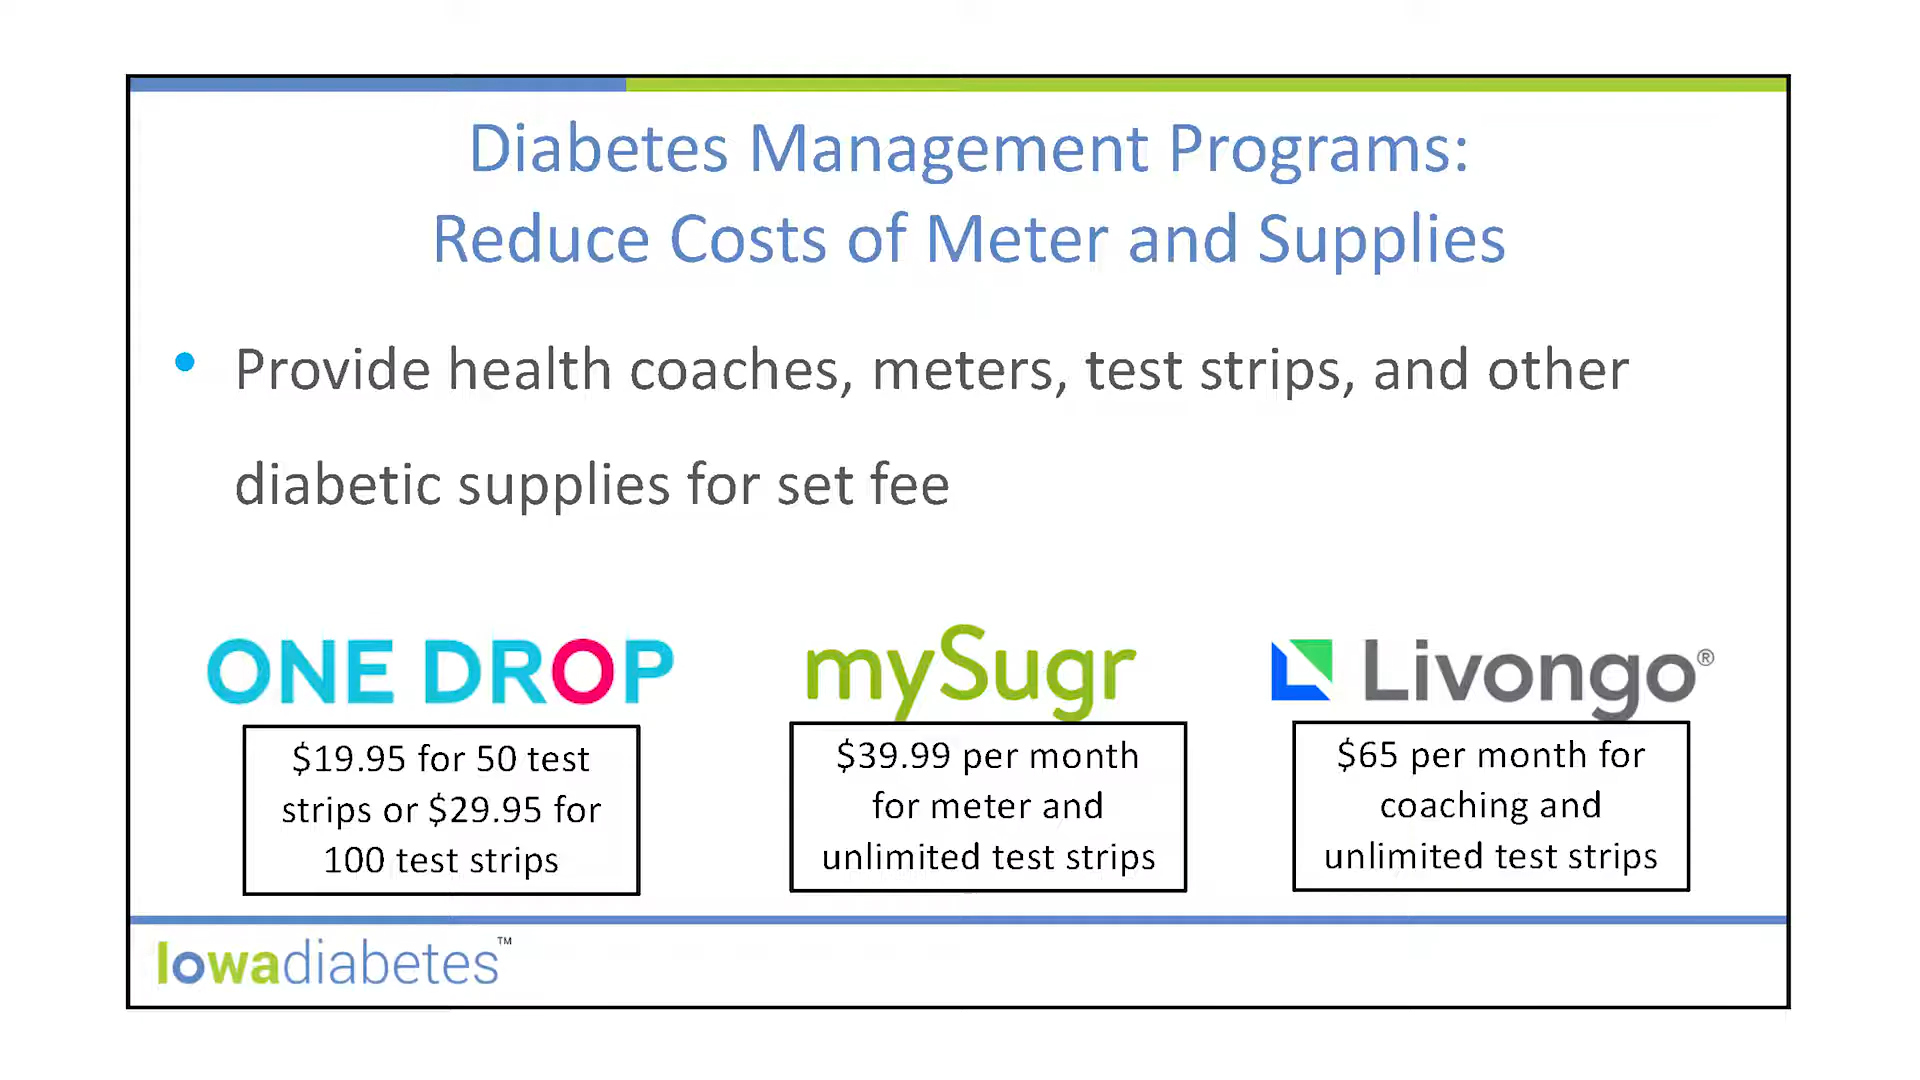 Diabetes Management Programs:
Reduce Costs of Meter and Supplies
• Provide health coaches, meters, test strips, and other
diabetic supplies for set fee
ONE DROP
$19.95 for 50 test
strips or $29.95 for
100 test strips
mySugr
$39.99 per month
for meter and
unlimited test strips
Livongo®
$65 per month for
coaching and
unlimited test strips
Iowadiabetes™